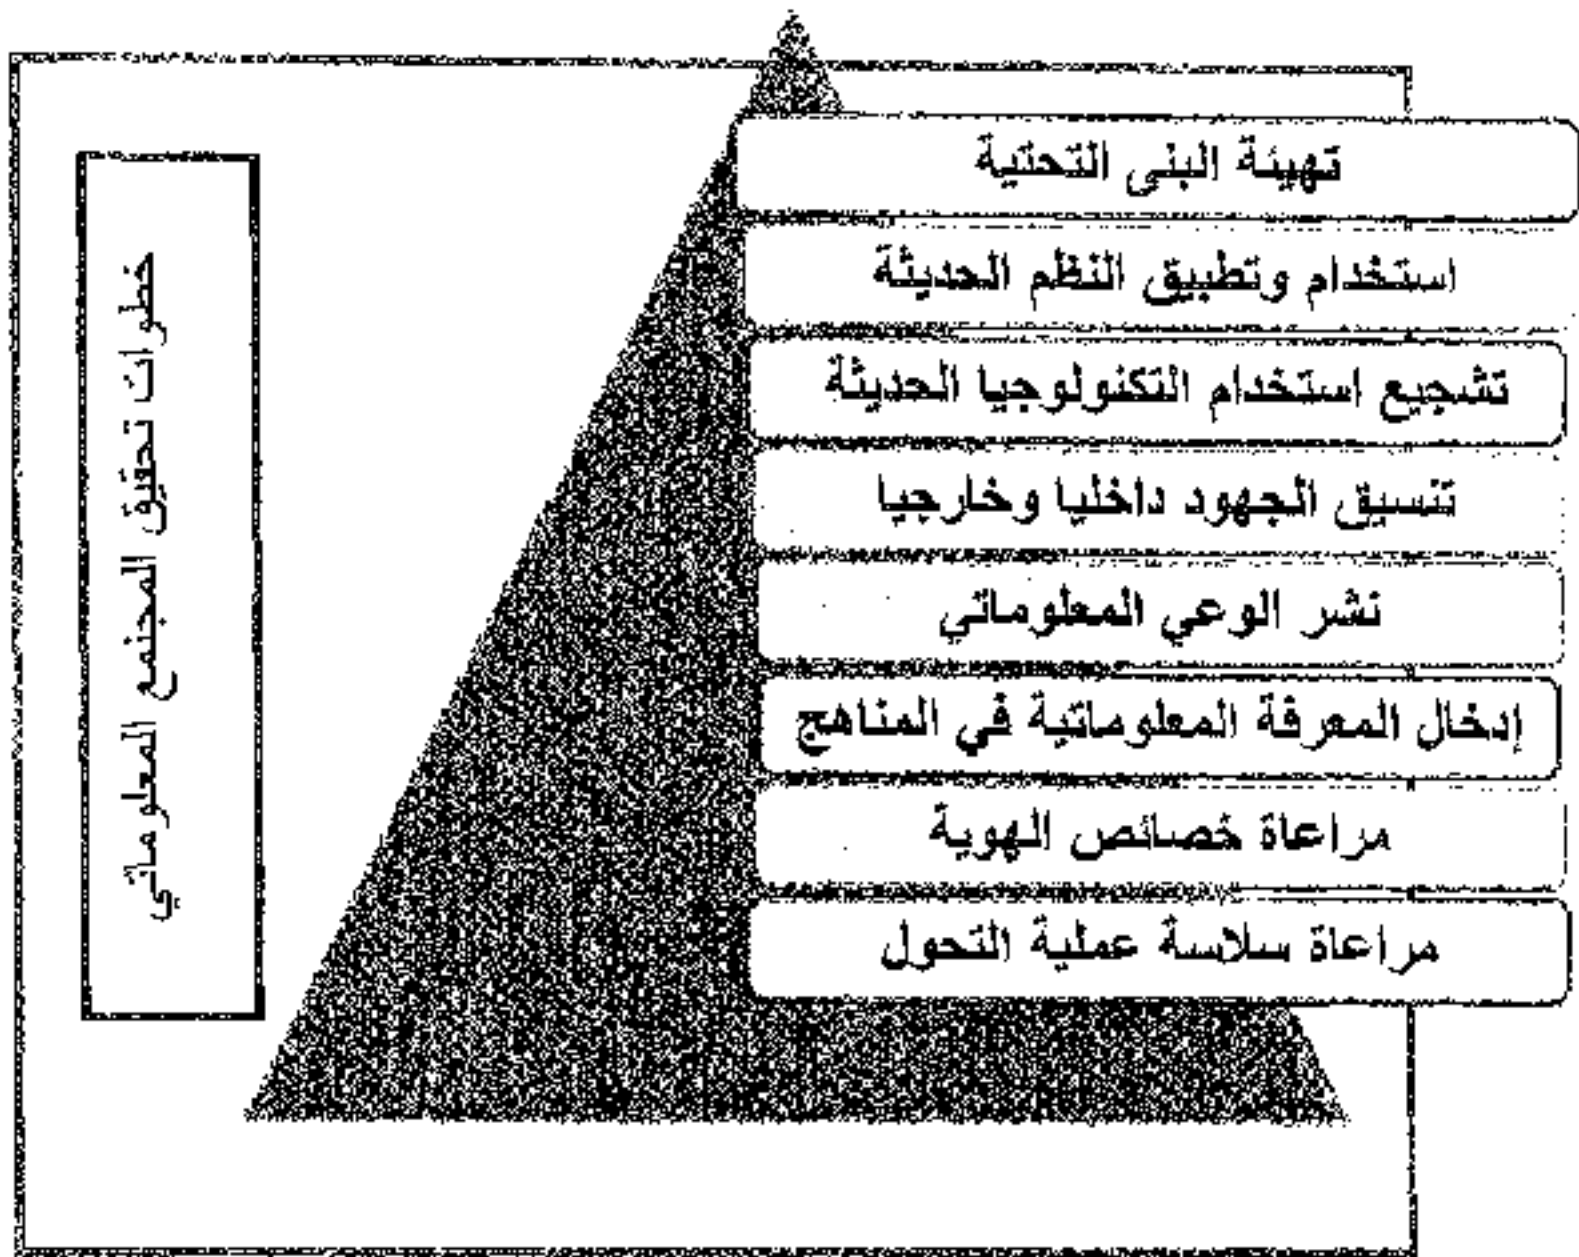 خطوات تحقيق المجتمع المعلوماتي
تهيئة البنى التحتية
استخدام وتطبيق النظم الحديثة
تشجيع استخدام التكنولوجيا الحديثة
تنسيق الجهود داخليا وخارجيا
نشر الوعي المعلوماتي
إدخال المعرفة المعلوماتية في المناهج
مراعاة خصائص الهوية
مراعاة سلاسة عملية التحول